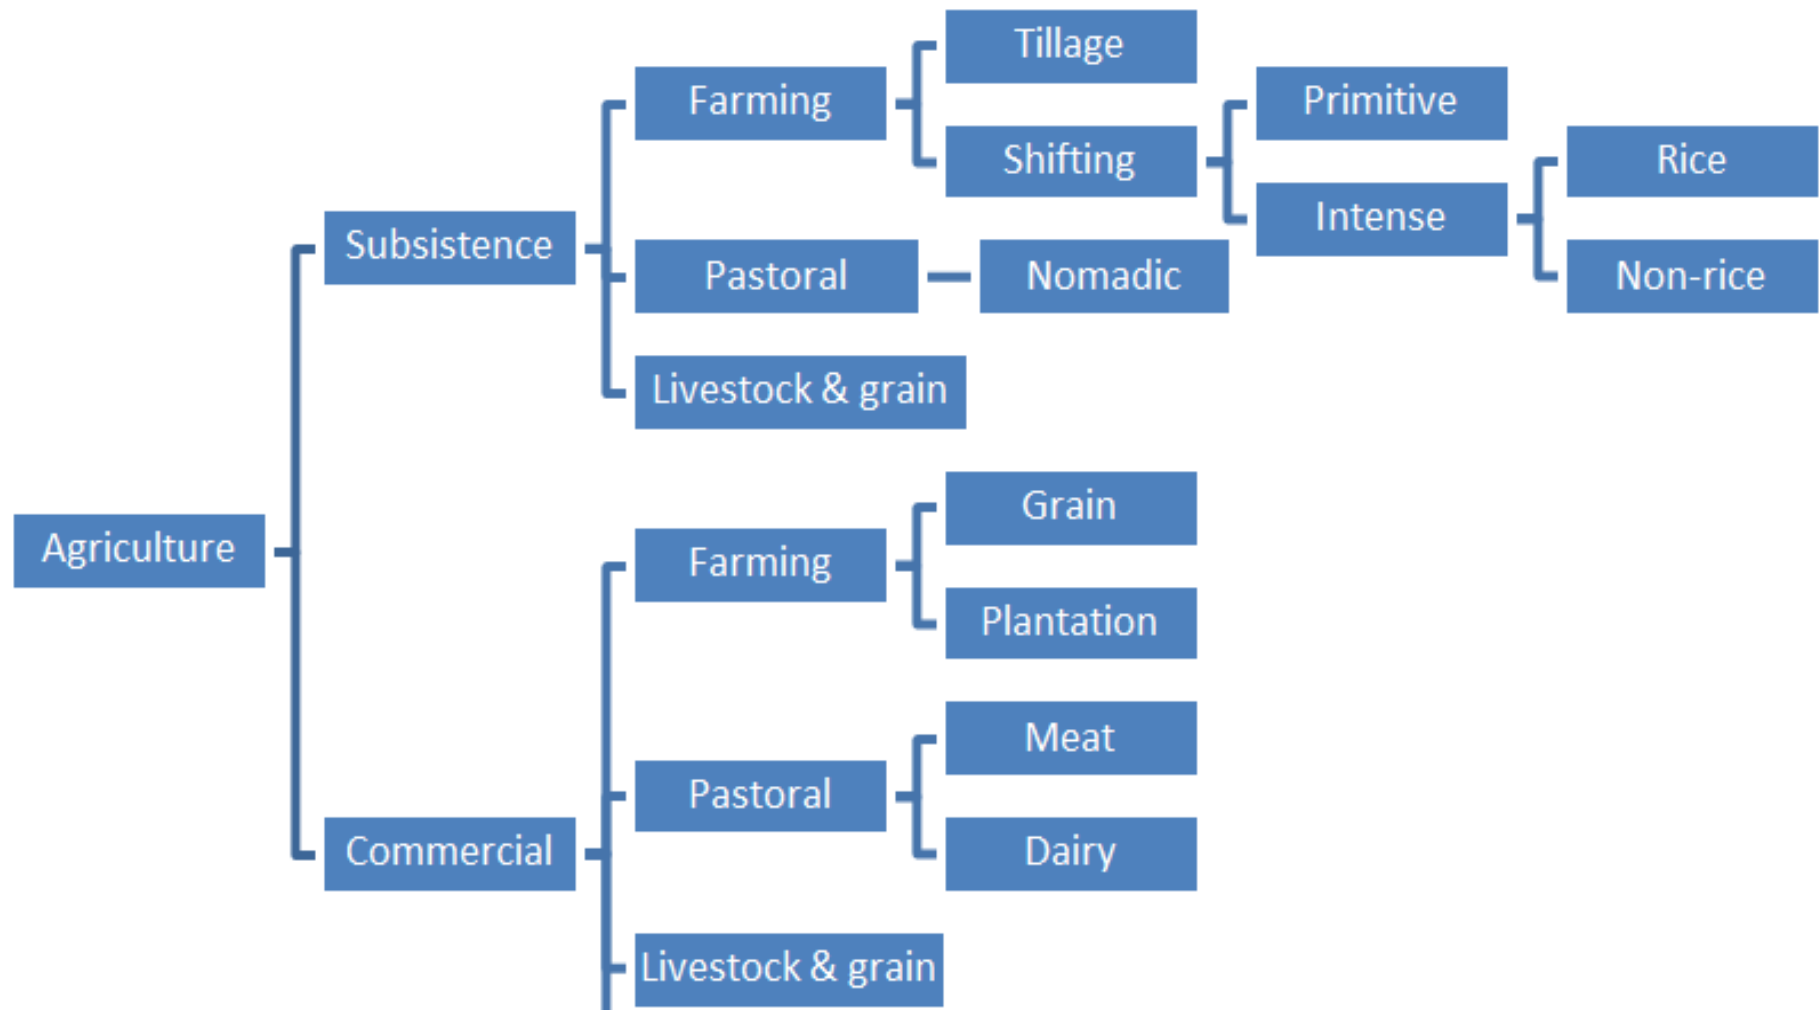 Agriculture
Subsistence
Farming
Tillage
Shifting
Primitive
Intense
Rice
Non-rice
Pastoral
Nomadic
Livestock & grain
Commercial
Farming
Grain
Plantation
Pastoral
Meat
Dairy
Livestock & grain